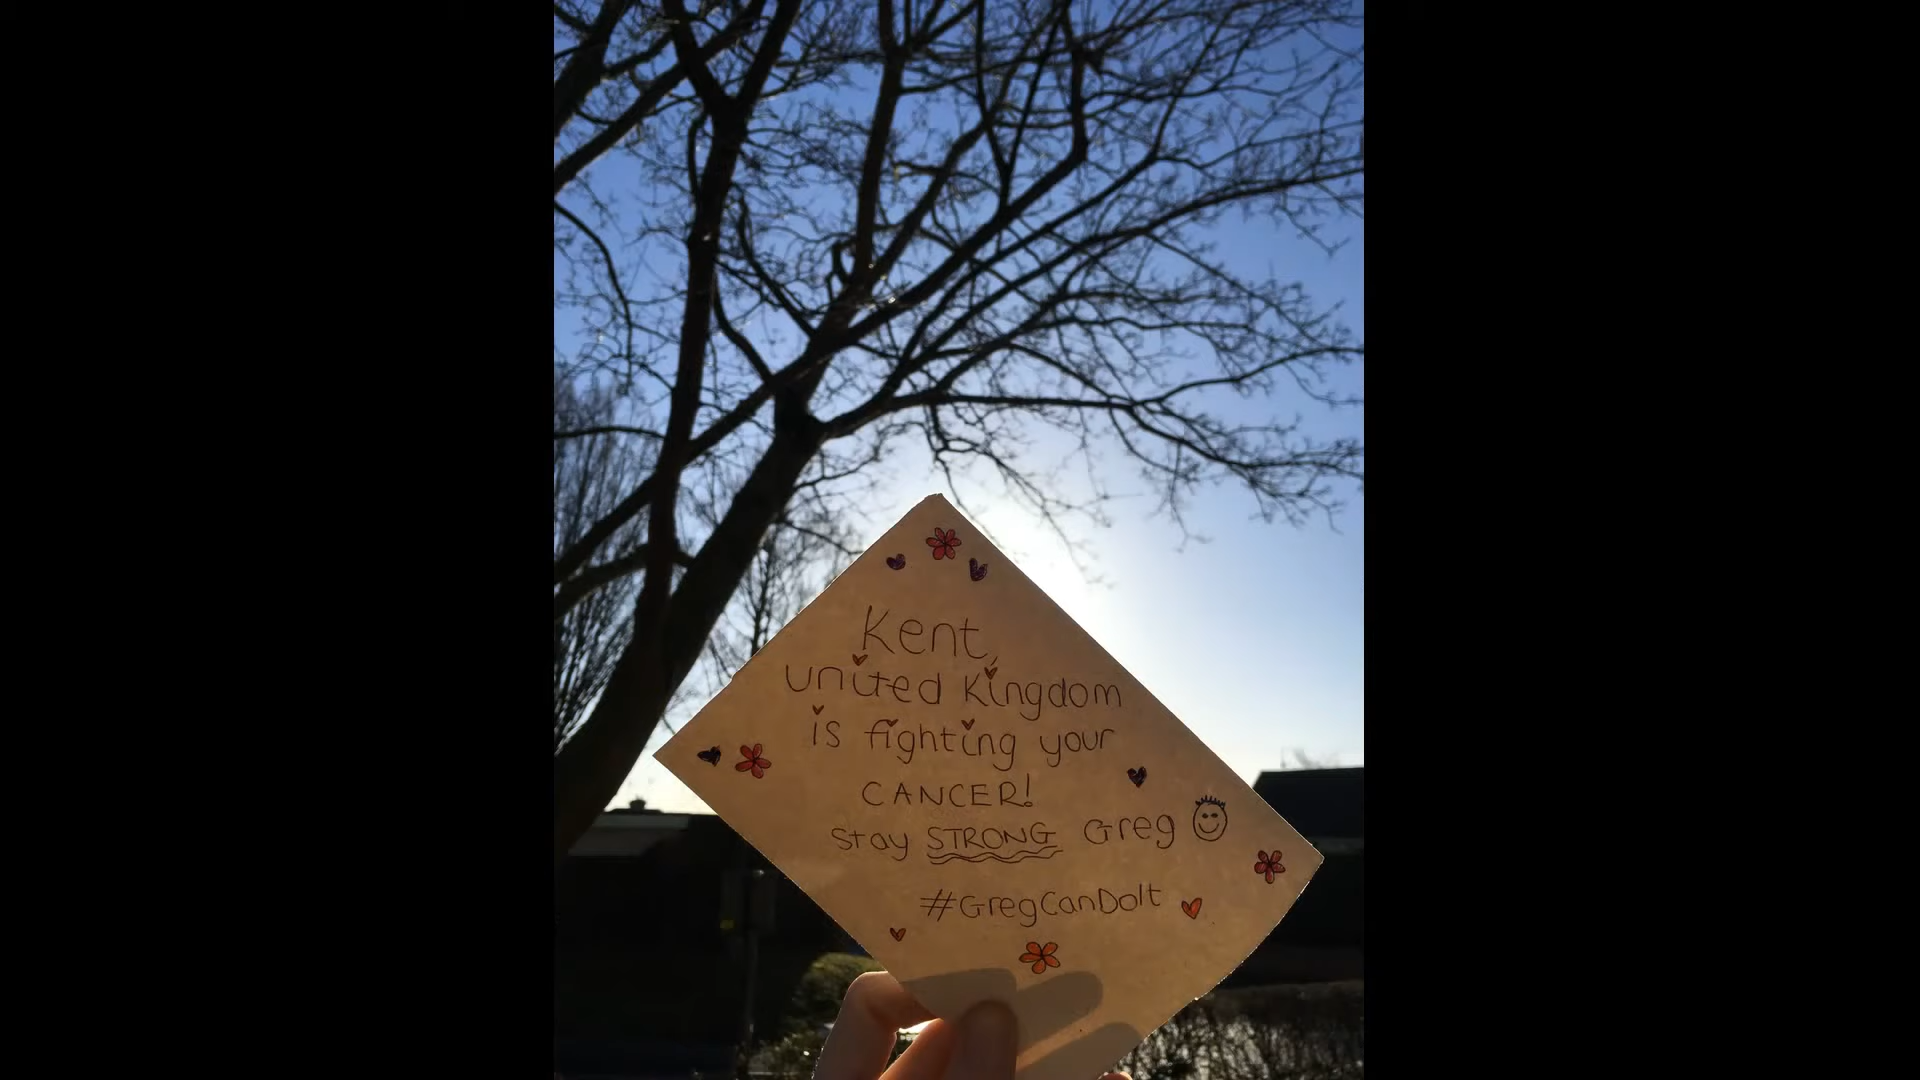 Kent,
United Kingdom
is fighting your
CANCER!
Stay STRONG Greg
#GregCanDoIt